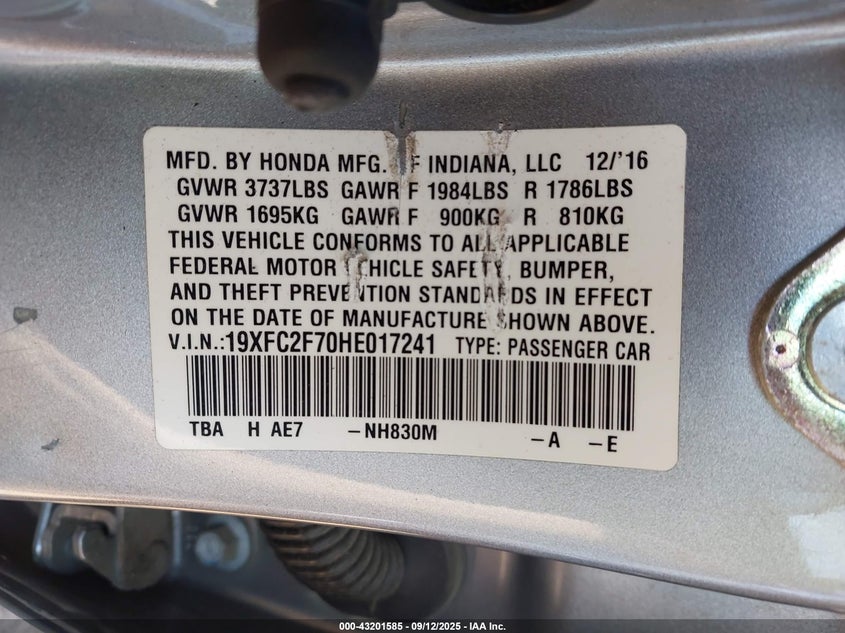 MFD. BY HONDA MFG. F INDIANA, LLC 12/'16
GVWR 3737LBS GAWR F 1984LBS R 1786LBS
GVWR 1695KG GAWR F 900KG R 810KG
THIS VEHICLE CONFORMS TO ALL APPLICABLE
FEDERAL MOTOR VEHICLE SAFETY, BUMPER,
AND THEFT PREVENTION STANDARDS IN EFFECT
ON THE DATE OF MANUFACTURE SHOWN ABOVE.
V.I.N.:19XFC2F70HE017241 TYPE: PASSENGER CAR
TBA H AE7 -NH830M -A -E
000-43201585 - 09/12/2025 - IAA Inc.